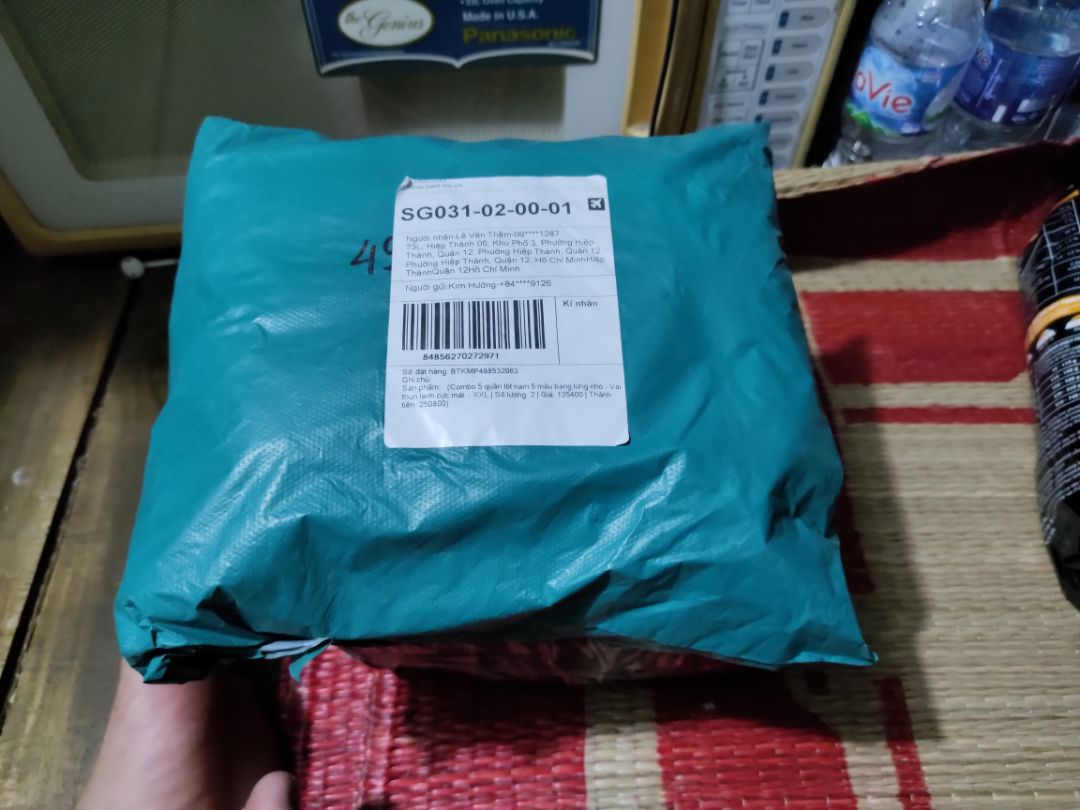 the Genius
Made in U.S.A.
Panasonic
aVie
SG031-02-00-01
Người nhận:Lê Văn Thắm-09****1287
73L, Hiệp Thành 06, Khu Phố 3, Phường Hiệp
Thành, Quận 12, Phường Hiệp Thành, Quận 12
Phường Hiệp Thành, Quận 12, Hồ Chí MinhHiệp
ThànhQuận 12Hồ Chí Minh
Người gửi:Kim Hường-+84****9126
Kí nhận
84856270272971
Số đặt hàng: BTKMP498532063
Ghi chú:
Sản phẩm: (Combo 5 quần lót nam 5 màu bảng lưng nho - Vải
thun lạnh cực mát - XXL | Số lượng: 2 | Giá: 125400 | Thành
tiền: 250800)